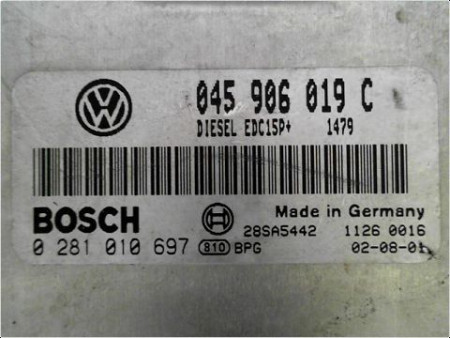 045 906 019 C
DIESEL EDC15P+ 1479
BOSCH Made in Germany
28SA5442 1126 0016
0 281 010 697 810 BPG 02-08-01